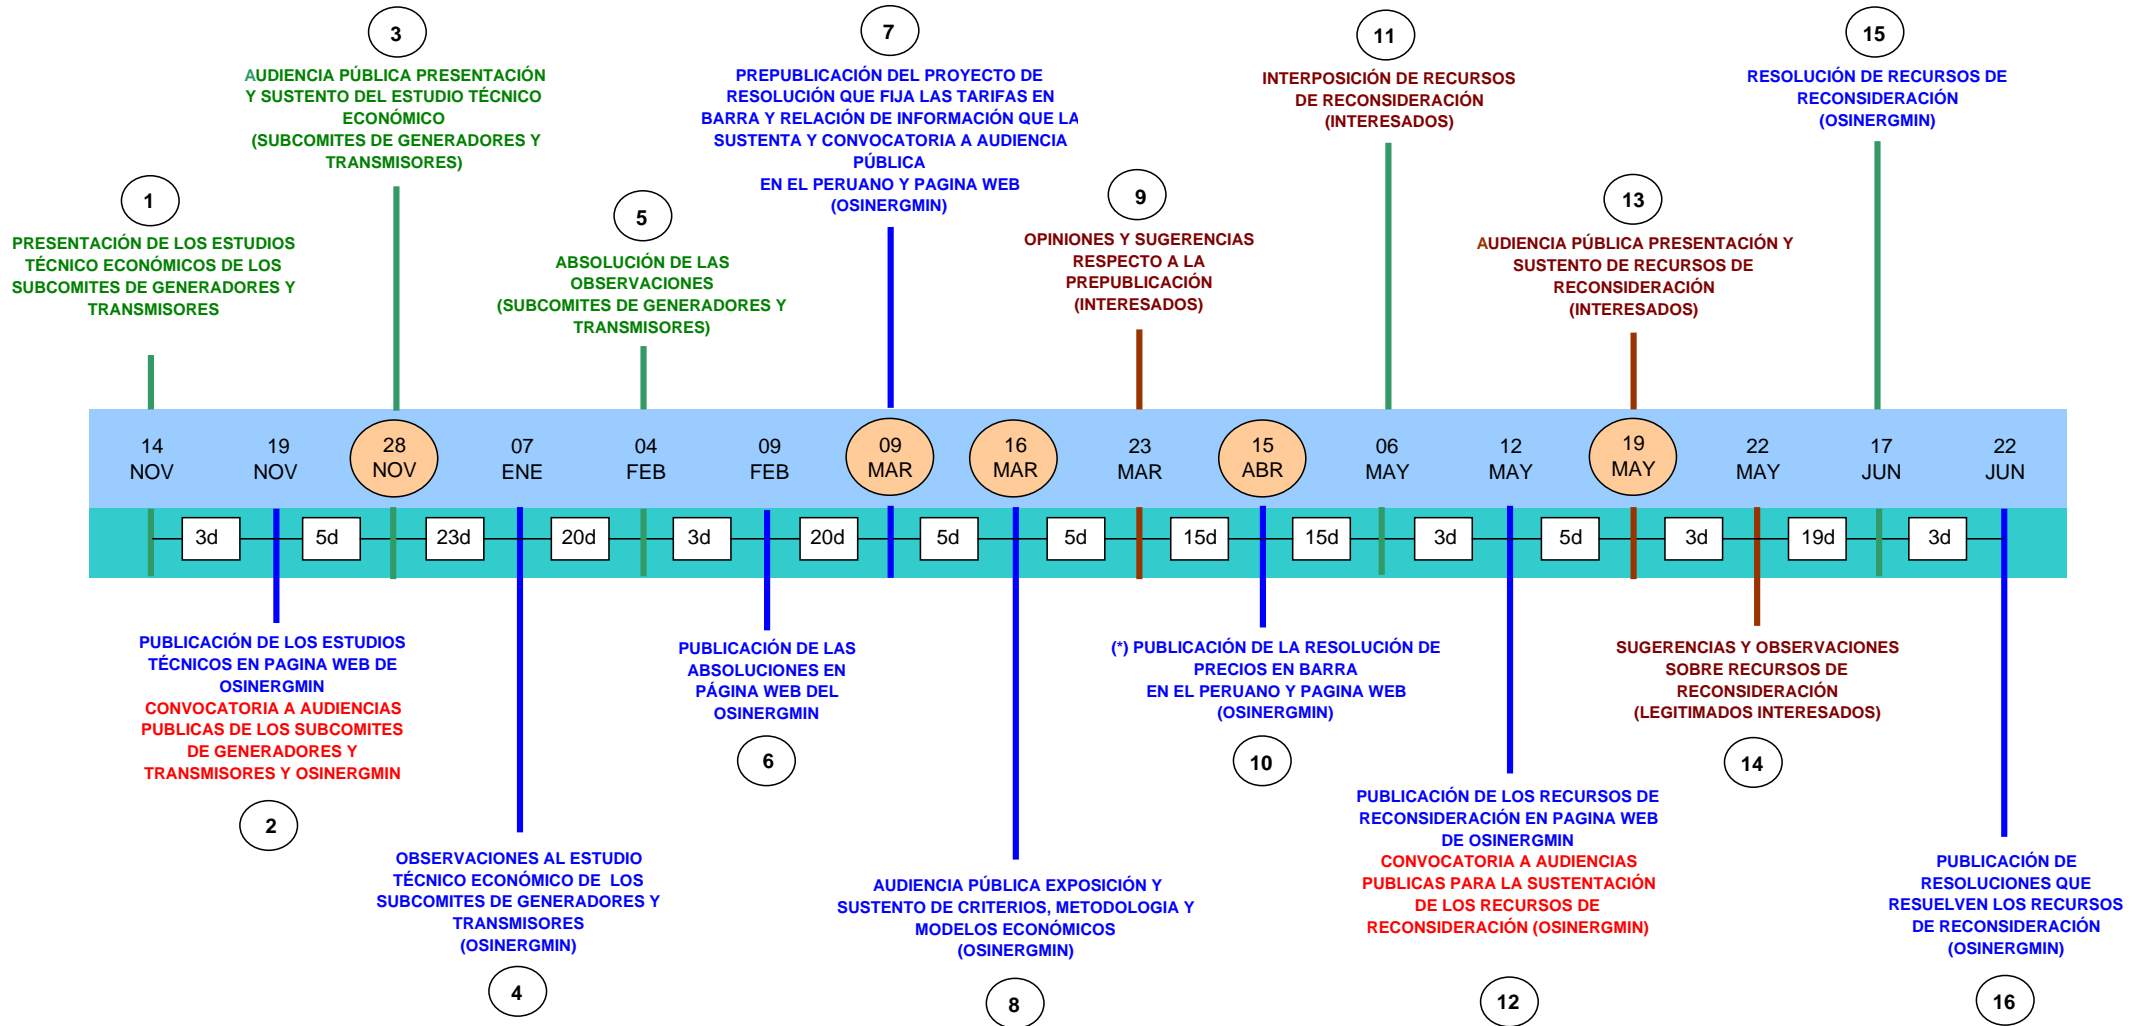 3
AUDIENCIA PÚBLICA PRESENTACIÓN
Y SUSTENTO DEL ESTUDIO TÉCNICO
ECONÓMICO
(SUBCOMITES DE GENERADORES Y
TRANSMISORES)
7
PREPUBLICACIÓN DEL PROYECTO DE
RESOLUCIÓN QUE FIJA LAS TARIFAS EN
BARRA Y RELACIÓN DE INFORMACIÓN QUE LA
SUSTENTA Y CONVOCATORIA A AUDIENCIA
PÚBLICA
EN EL PERUANO Y PAGINA WEB
(OSINERGMIN)
11
INTERPOSICIÓN DE RECURSOS
DE RECONSIDERACIÓN
(INTERESADOS)
15
RESOLUCIÓN DE RECURSOS DE
RECONSIDERACIÓN
(OSINERGMIN)
1
PRESENTACIÓN DE LOS ESTUDIOS
TÉCNICO ECONÓMICOS DE LOS
SUBCOMITES DE GENERADORES Y
TRANSMISORES
5
ABSOLUCIÓN DE LAS
OBSERVACIONES
(SUBCOMITES DE GENERADORES Y
TRANSMISORES)
9
OPINIONES Y SUGERENCIAS
RESPECTO A LA
PREPUBLICACIÓN
(INTERESADOS)
13
AUDIENCIA PÚBLICA PRESENTACIÓN Y
SUSTENTO DE RECURSOS DE
RECONSIDERACIÓN
(INTERESADOS)
14
NOV
19
NOV
28
NOV
07
ENE
04
FEB
09
FEB
09
MAR
16
MAR
23
MAR
15
ABR
06
MAY
12
MAY
19
MAY
22
MAY
17
JUN
22
JUN
3d
5d
23d
20d
3d
20d
5d
5d
15d
15d
3d
5d
3d
19d
3d
PUBLICACIÓN DE LOS ESTUDIOS
TÉCNICOS EN PAGINA WEB DE
OSINERGMIN
CONVOCATORIA A AUDIENCIAS
PUBLICAS DE LOS SUBCOMITES
DE GENERADORES Y
TRANSMISORES Y OSINERGMIN
2
OBSERVACIONES AL ESTUDIO
TÉCNICO ECONÓMICO DE LOS
SUBCOMITES DE GENERADORES Y
TRANSMISORES
(OSINERGMIN)
4
PUBLICACIÓN DE LAS
ABSOLUCIONES EN
PÁGINA WEB DEL
OSINERGMIN
6
AUDIENCIA PÚBLICA EXPOSICIÓN Y
SUSTENTO DE CRITERIOS, METODOLOGIA Y
MODELOS ECONÓMICOS
(OSINERGMIN)
8
(*) PUBLICACIÓN DE LA RESOLUCIÓN DE
PRECIOS EN BARRA
EN EL PERUANO Y PAGINA WEB
(OSINERGMIN)
10
PUBLICACIÓN DE LOS RECURSOS DE
RECONSIDERACIÓN EN PAGINA WEB
DE OSINERGMIN
CONVOCATORIA A AUDIENCIAS
PUBLICAS PARA LA SUSTENTACIÓN
DE LOS RECURSOS DE
RECONSIDERACIÓN (OSINERGMIN)
12
SUGERENCIAS Y OBSERVACIONES
SOBRE RECURSOS DE
RECONSIDERACIÓN
(LEGITIMADOS INTERESADOS)
14
PUBLICACIÓN DE
RESOLUCIONES QUE
RESUELVEN LOS RECURSOS
DE RECONSIDERACIÓN
(OSINERGMIN)
16